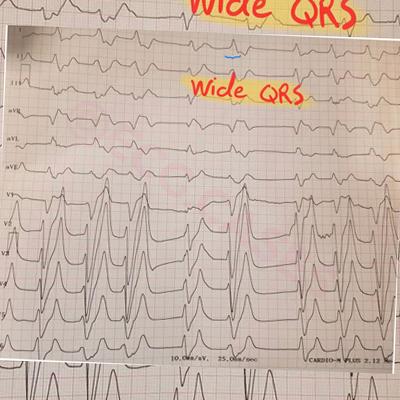 Wide QRS
I
II
III
Wide QRS
aVR
aVL
aVF
V1
V2
V3
V4
V5
V6
10.0mm/mV, 25.0mm/sec
CARDIO-M PLUS 2.12